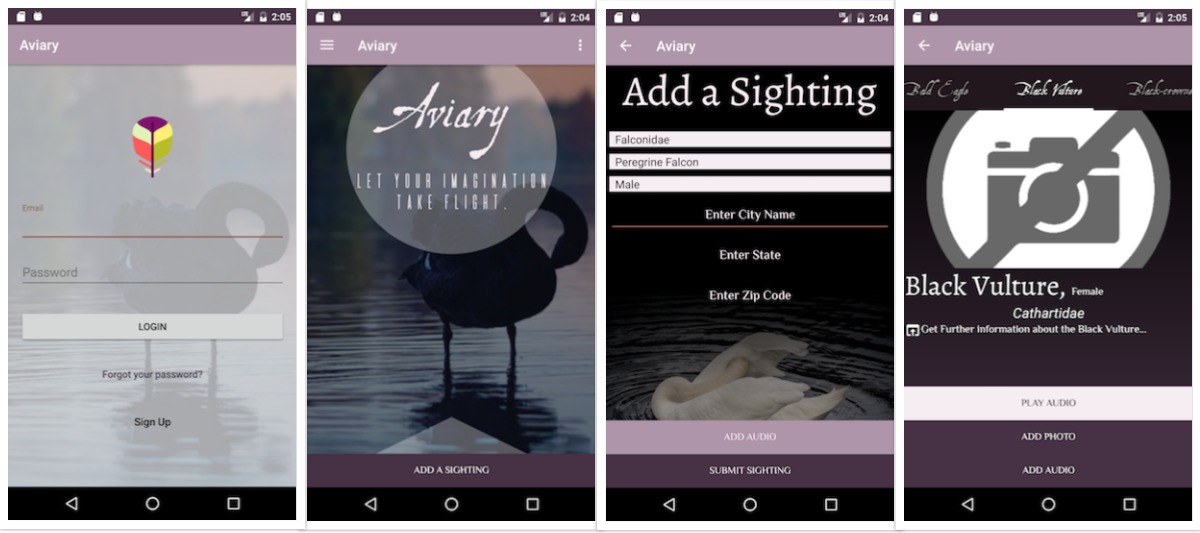 2:05
Aviary
Email
Password
LOGIN
Forgot your password?
Sign Up
2:04
Aviary
Aviary
LET YOUR IMAGINATION
TAKE FLIGHT.
ADD A SIGHTING
2:04
Aviary
Add a Sighting
Falconidae
Peregrine Falcon
Male
Enter City Name
Enter State
Enter Zip Code
ADD AUDIO
SUBMIT SIGHTING
2:05
Aviary
Bald Eagle Black Vulture Black-crowne
Black Vulture, Female
Cathartidae
Get Further Information about the Black Vulture...
PLAY AUDIO
ADD PHOTO
ADD AUDIO